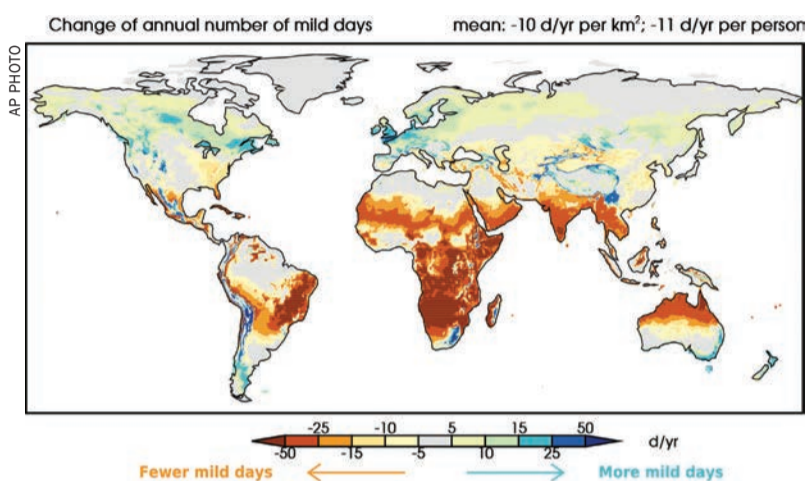 Change of annual number of mild days mean: -10 d/yr per km²; -11 d/yr per person
AP PHOTO
-25 -10 5 15 50
-50 -15 -5 10 25 d/yr
Fewer mild days More mild days